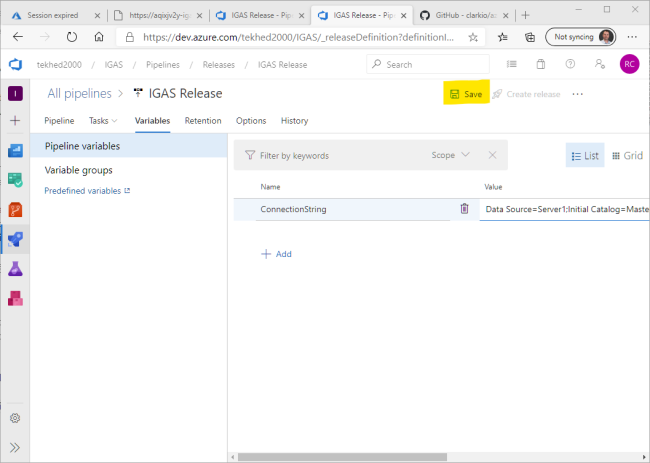 Session expired
https://aqixjv2y-ig
IGAS Release - Pip
IGAS Release - Pip
GitHub - clarkio/az
https://dev.azure.com/tekhed2000/IGAS/_releaseDefinition?definitionI...
Not syncing
tekhed2000 / IGAS / Pipelines / Releases / IGAS Release
Search
RC
I
All pipelines > IGAS Release
Save
Create release
Pipeline Tasks Variables Retention Options History
Pipeline variables
Variable groups
Predefined variables
Filter by keywords
Scope
List
Grid
Name
Value
ConnectionString
Data Source=Server1;Initial Catalog=Maste
+ Add